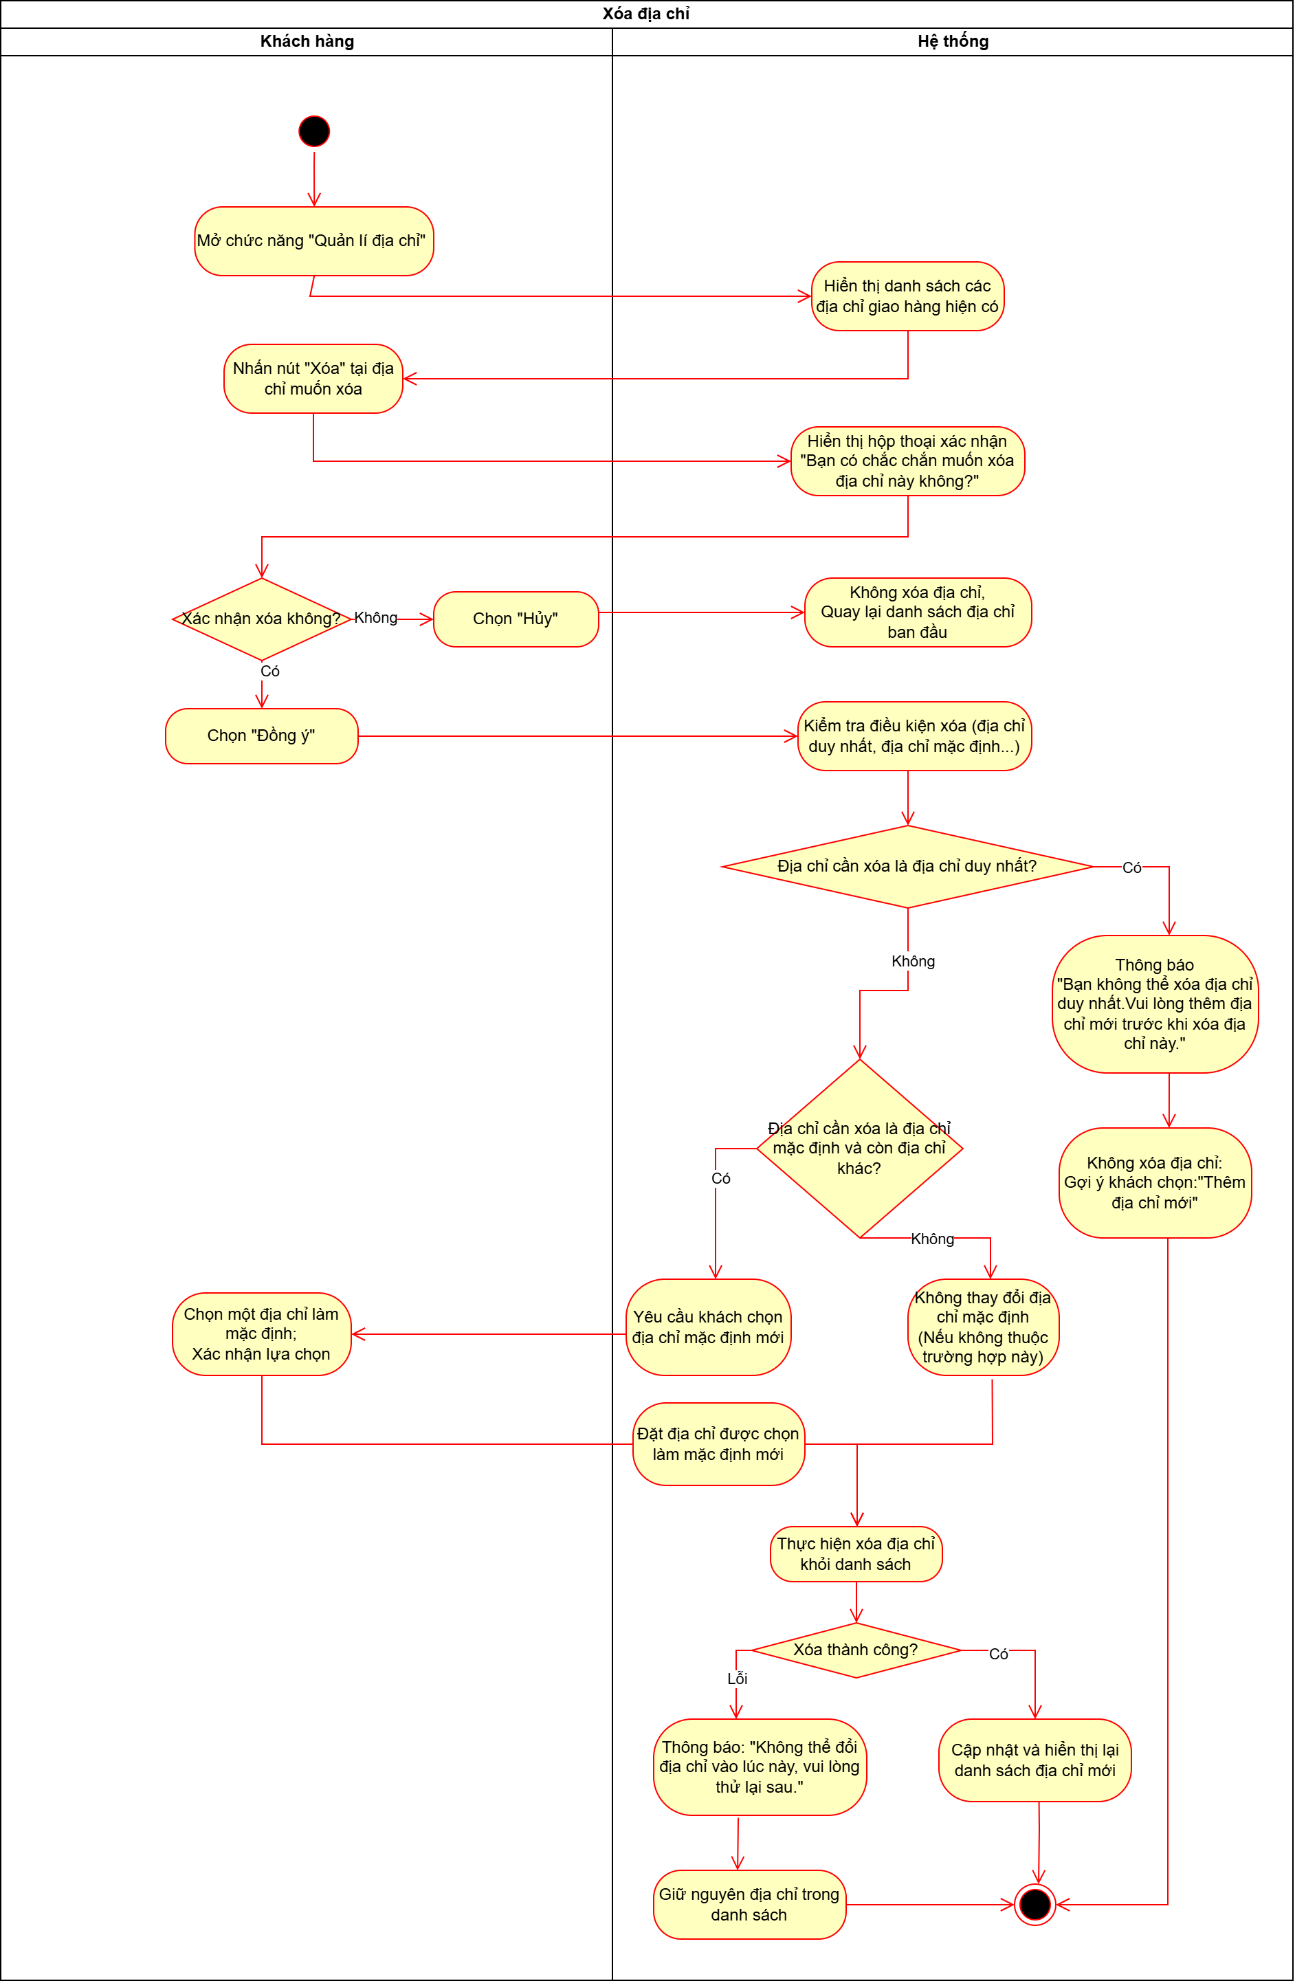 Xóa địa chỉ
Khách hàng
Hệ thống
Mở chức năng "Quản lí địa chỉ"
Hiển thị danh sách các
địa chỉ giao hàng hiện có
Nhấn nút "Xóa" tại địa
chỉ muốn xóa
Hiển thị hộp thoại xác nhận
"Bạn có chắc chắn muốn xóa
địa chỉ này không?"
Xác nhận xóa không?
Không
Chọn "Hủy"
Không xóa địa chỉ,
Quay lại danh sách địa chỉ
ban đầu
Có
Chọn "Đồng ý"
Kiểm tra điều kiện xóa (địa chỉ
duy nhất, địa chỉ mặc định...)
Địa chỉ cần xóa là địa chỉ duy nhất?
Có
Không
Thông báo
"Bạn không thể xóa địa chỉ
duy nhất.Vui lòng thêm địa
chỉ mới trước khi xóa địa
chỉ này."
Địa chỉ cần xóa là địa chỉ
mặc định và còn địa chỉ
khác?
Có
Không
Không xóa địa chỉ:
Gợi ý khách chọn:"Thêm
địa chỉ mới"
Chọn một địa chỉ làm
mặc định;
Xác nhận lựa chọn
Yêu cầu khách chọn
địa chỉ mặc định mới
Không thay đổi địa
chỉ mặc định
(Nếu không thuộc
trường hợp này)
Đặt địa chỉ được chọn
làm mặc định mới
Thực hiện xóa địa chỉ
khỏi danh sách
Xóa thành công?
Có
Lỗi
Thông báo: "Không thể đổi
địa chỉ vào lúc này, vui lòng
thử lại sau."
Cập nhật và hiển thị lại
danh sách địa chỉ mới
Giữ nguyên địa chỉ trong
danh sách